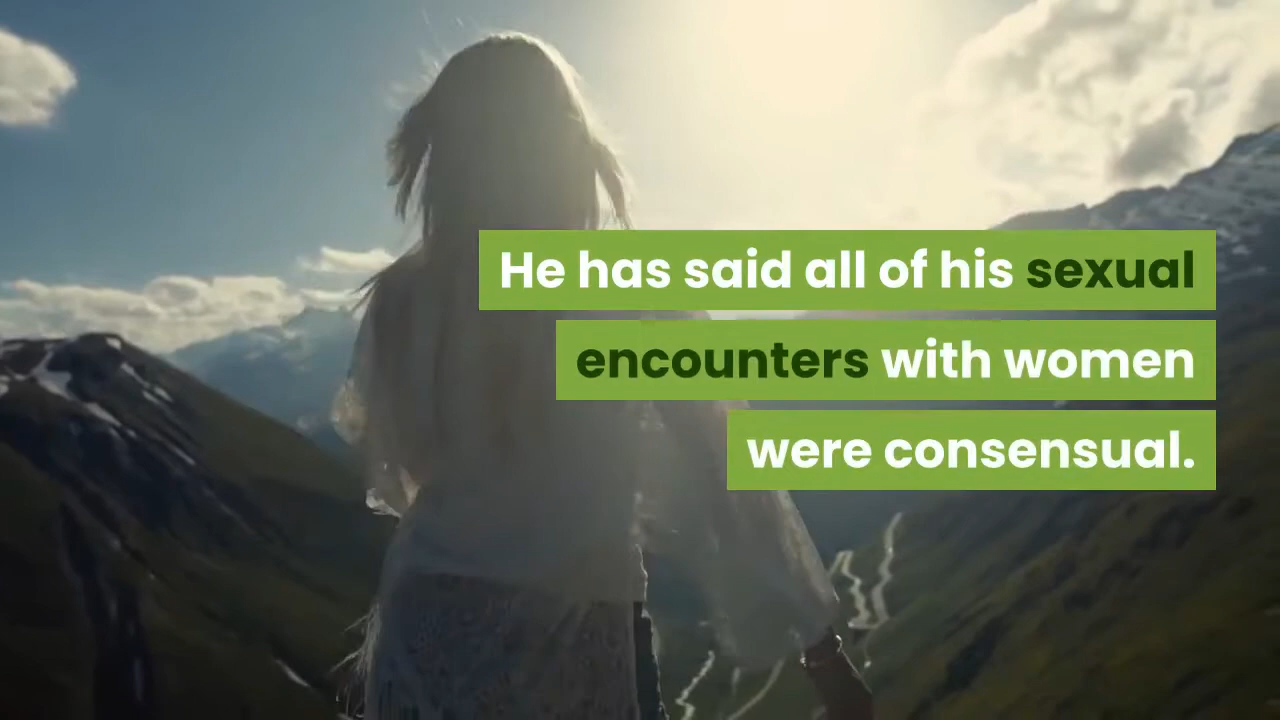 He has said all of his sexual
encounters with women
were consensual.